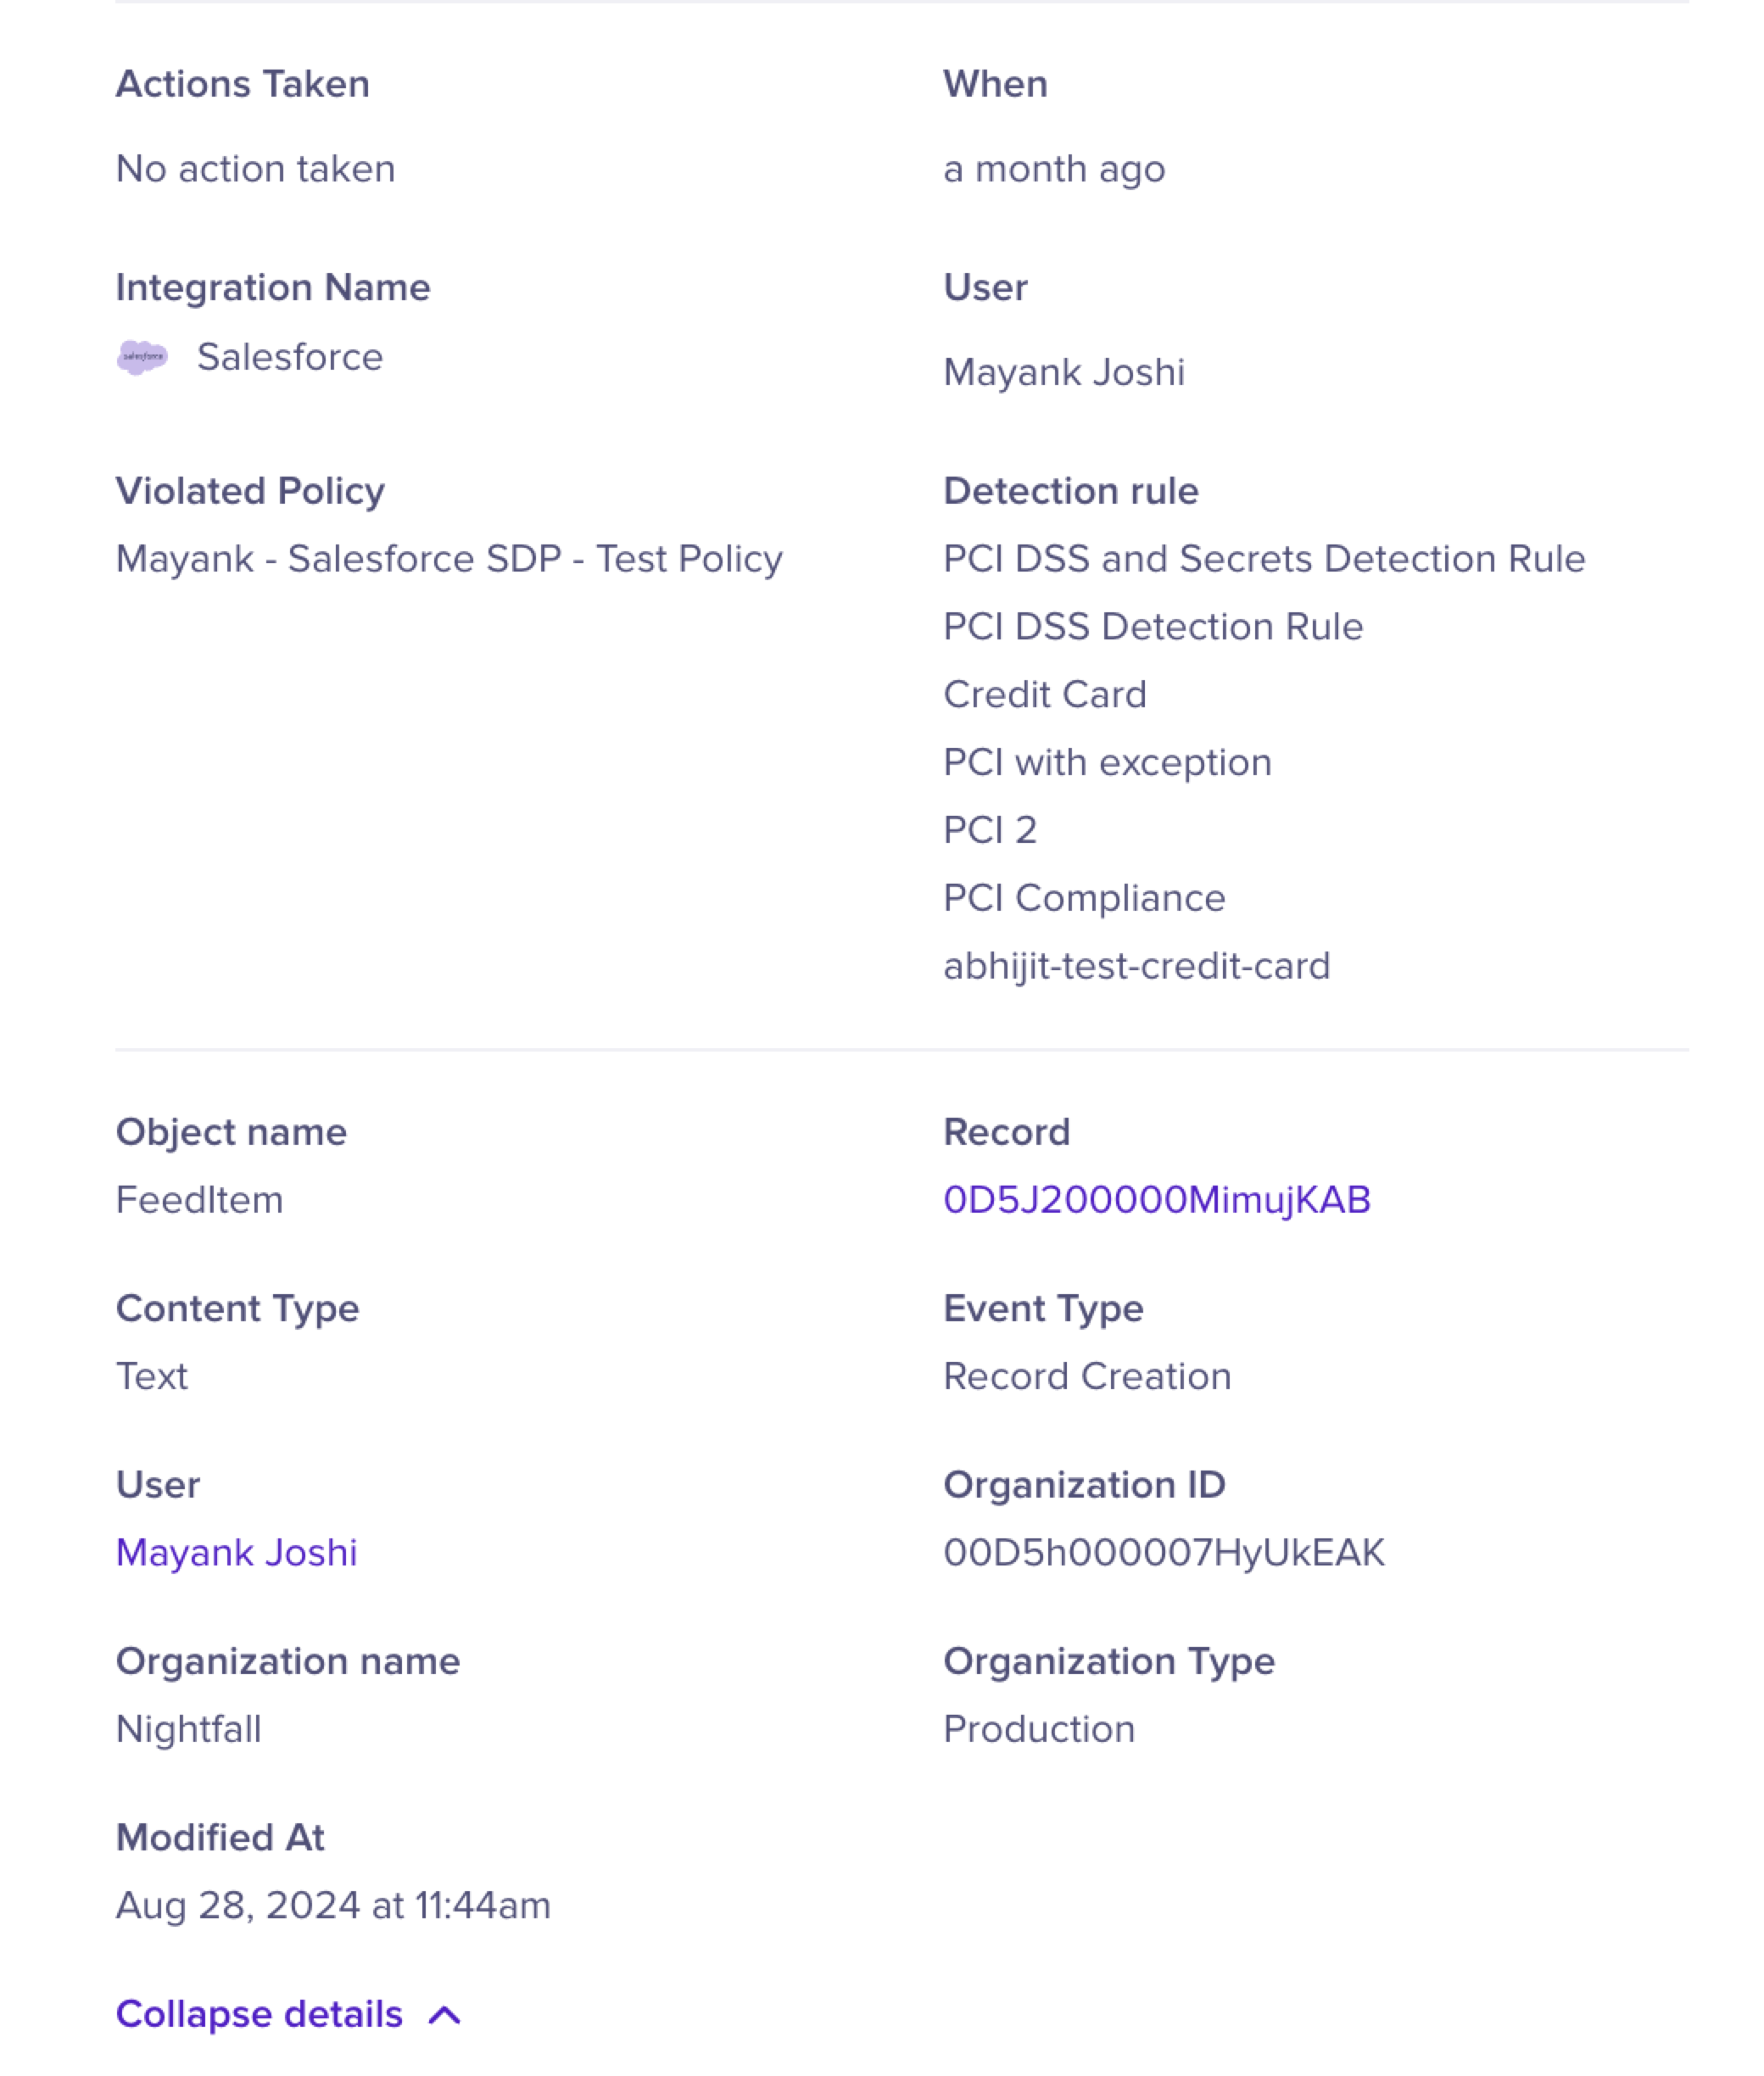 Actions Taken
No action taken
When
a month ago
Integration Name
salesforce Salesforce
User
Mayank Joshi
Violated Policy
Mayank - Salesforce SDP - Test Policy
Detection rule
PCI DSS and Secrets Detection Rule
PCI DSS Detection Rule
Credit Card
PCI with exception
PCI 2
PCI Compliance
abhijit-test-credit-card
Object name
FeedItem
Record
0D5J200000MimujKAB
Content Type
Text
Event Type
Record Creation
User
Mayank Joshi
Organization ID
00D5h000007HyUkEAK
Organization name
Nightfall
Organization Type
Production
Modified At
Aug 28, 2024 at 11:44am
Collapse details